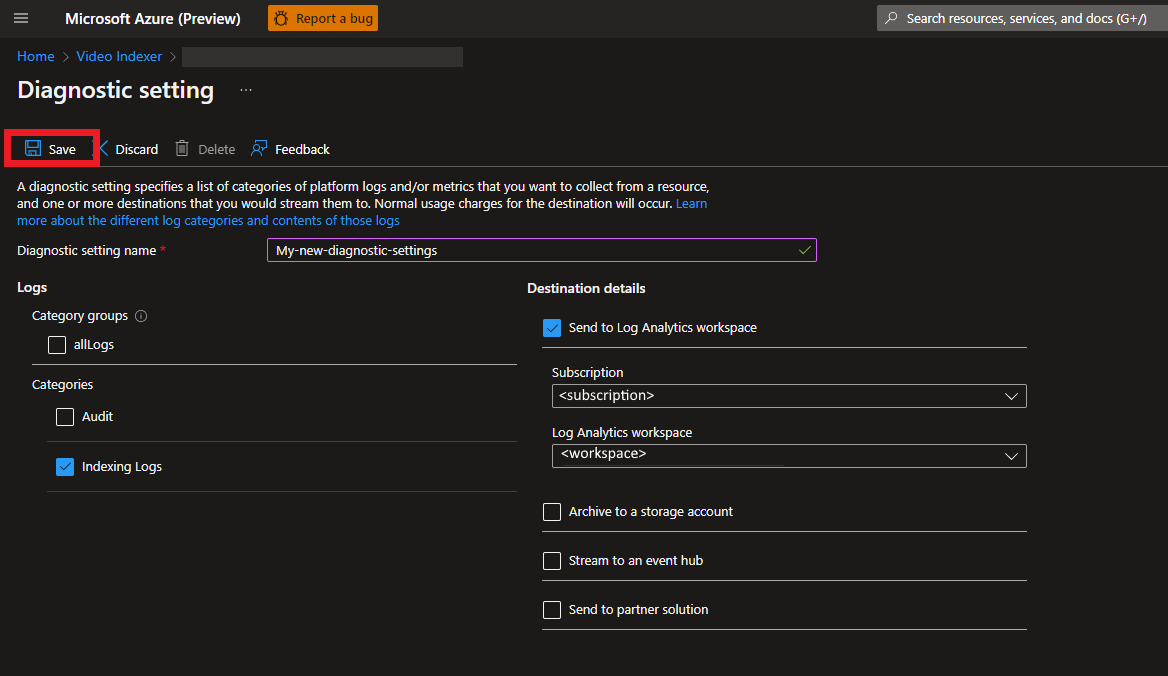 Microsoft Azure (Preview)
Report a bug
Search resources, services, and docs (G+/)
Home > Video Indexer >
Diagnostic setting ...
Save
Discard
Delete
Feedback
A diagnostic setting specifies a list of categories of platform logs and/or metrics that you want to collect from a resource,
and one or more destinations that you would stream them to. Normal usage charges for the destination will occur. Learn
more about the different log categories and contents of those logs
Diagnostic setting name *
My-new-diagnostic-settings
Logs
Category groups
allLogs
Categories
Audit
Indexing Logs
Destination details
Send to Log Analytics workspace
Subscription
<subscription>
Log Analytics workspace
<workspace>
Archive to a storage account
Stream to an event hub
Send to partner solution